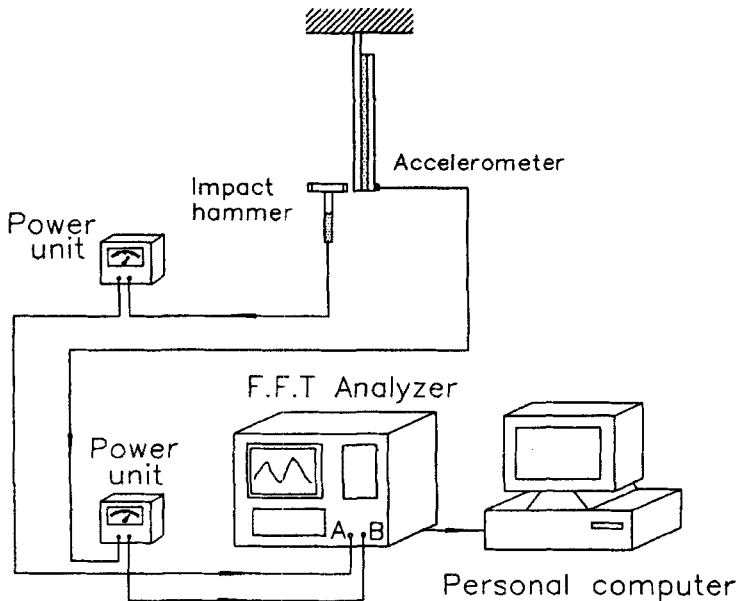 Accelerometer
Impact
hammer
Power
unit
F.F.T Analyzer
Power
unit
A
B
Personal computer